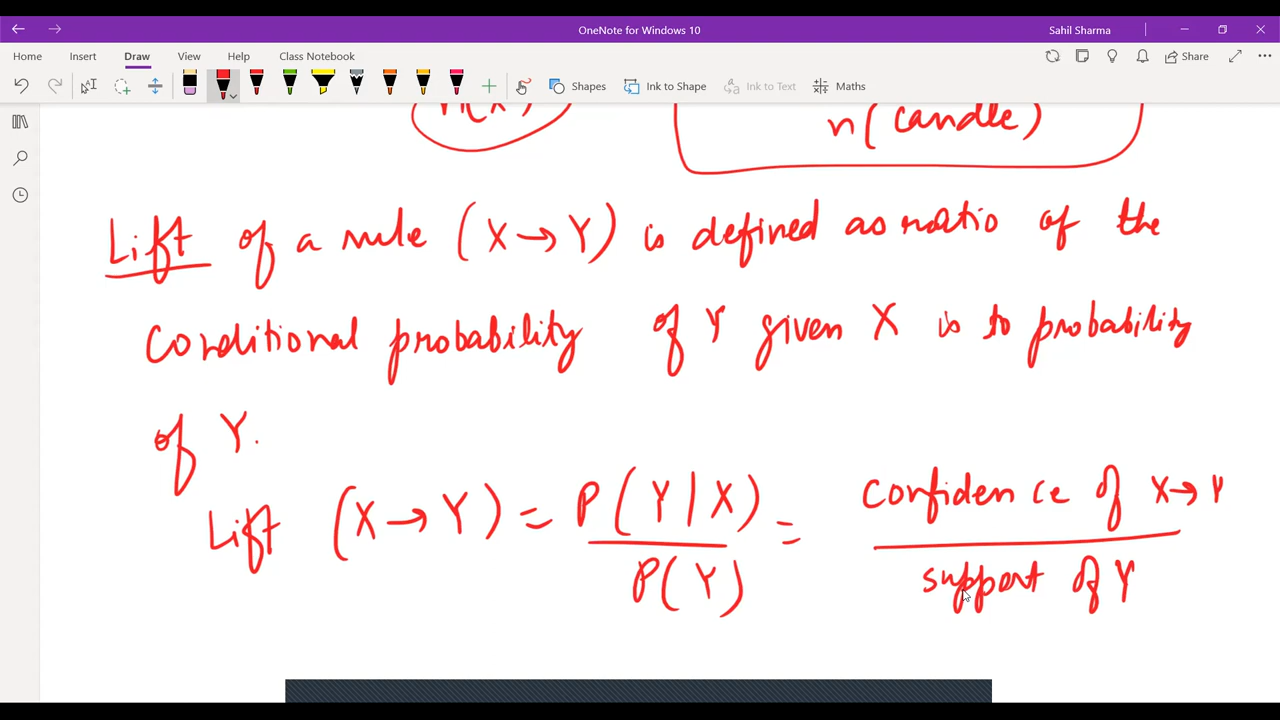 OneNote for Windows 10
Sahil Sharma
Home Insert Draw View Help Class Notebook
Share
Shapes Ink to Shape Ink to Text Maths
n(x)
n(candle)
Lift of a rule (X→Y) is defined as ratio of the
Conditional probability of Y given X is to probability
of Y.
Lift (X→Y) = P(Y|X) = Confidence of X→Y
P(Y) support of Y